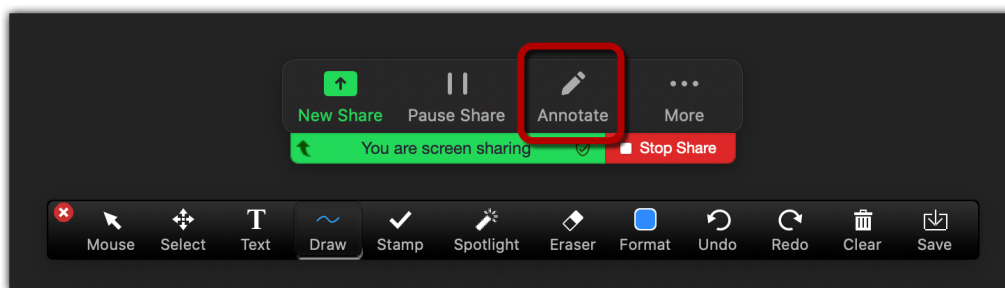 New Share Pause Share Annotate More
You are screen sharing Stop Share
Mouse Select Text Draw Stamp Spotlight Eraser Format Undo Redo Clear Save